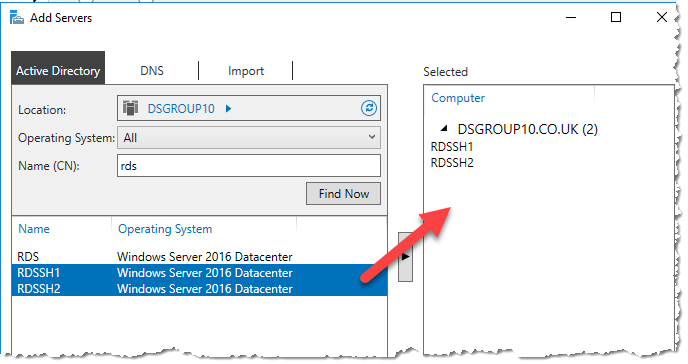 Add Servers
Active Directory
DNS
Import
Location:
DSGROUP10
Operating System:
All
Name (CN):
rds
Find Now
Name Operating System
RDS Windows Server 2016 Datacenter
RDSSH1 Windows Server 2016 Datacenter
RDSSH2 Windows Server 2016 Datacenter
Selected
Computer
DSGROUP10.CO.UK (2)
RDSSH1
RDSSH2